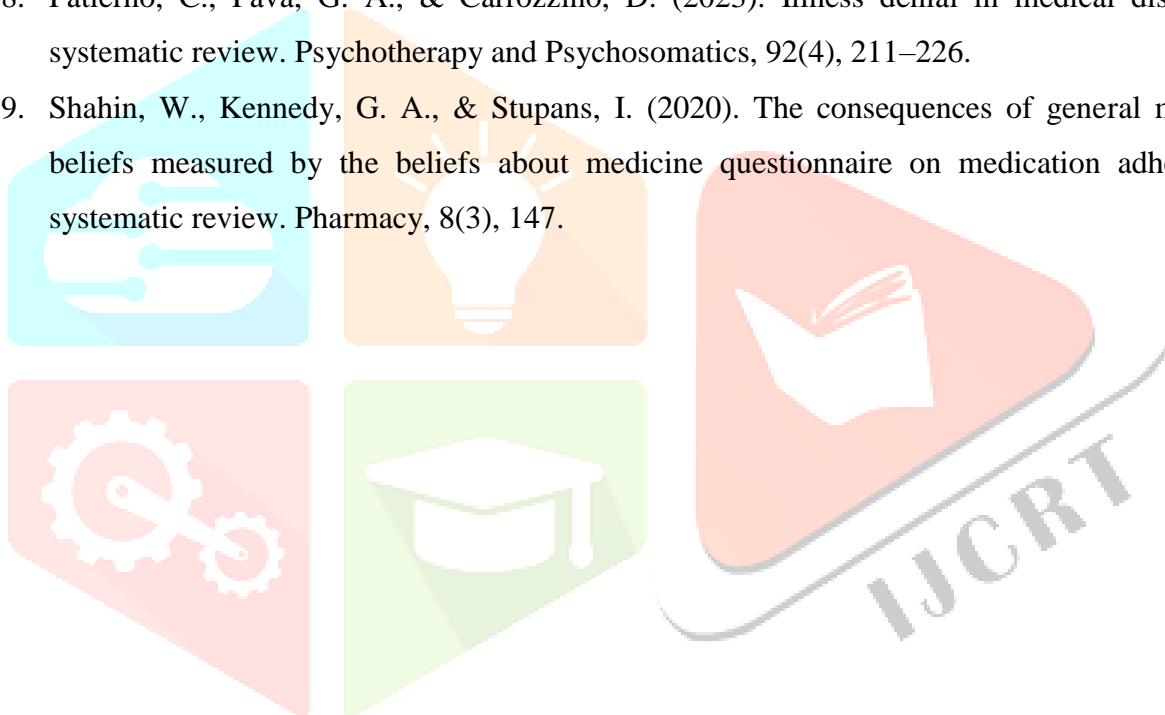 8. Patierno, C., Fava, G. A., & Carrozzino, D. (2023). Illness denial in medical dis
systematic review. Psychotherapy and Psychosomatics, 92(4), 211–226.
9. Shahin, W., Kennedy, G. A., & Stupans, I. (2020). The consequences of general m
beliefs measured by the beliefs about medicine questionnaire on medication adh
systematic review. Pharmacy, 8(3), 147.
IJCRT